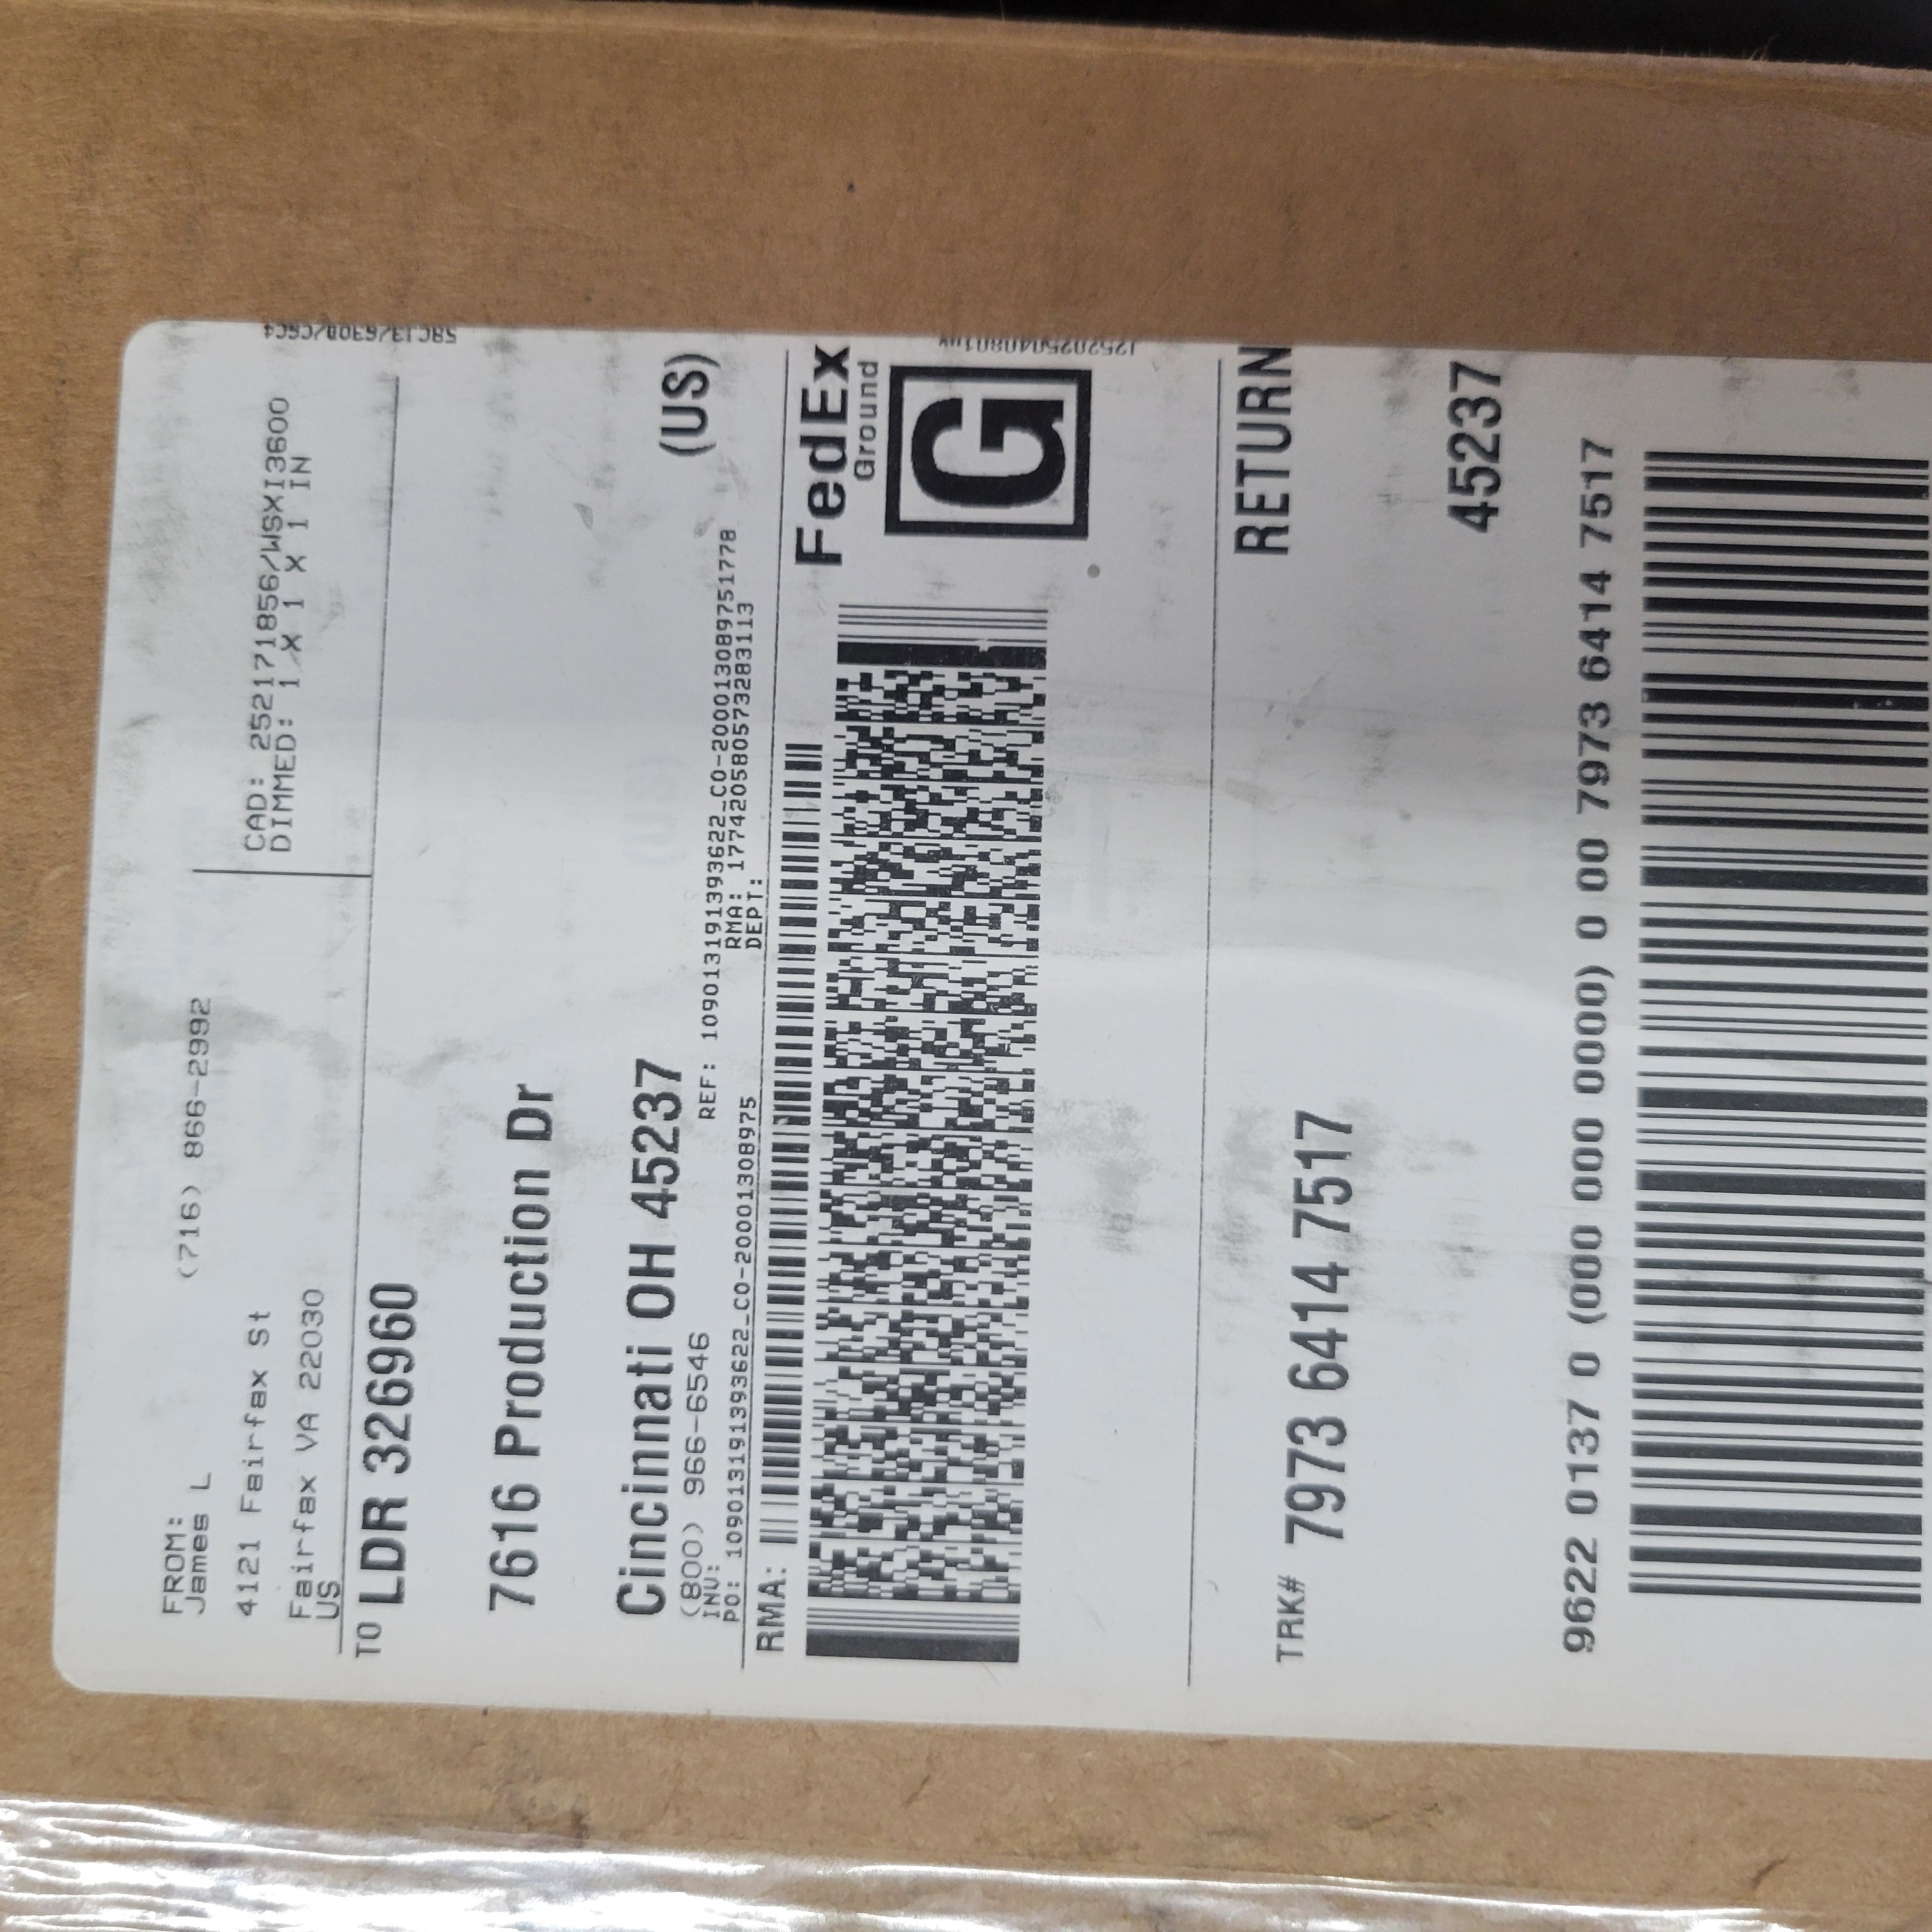 FROM:
James L
(716) 866-2992
4121 Fairfax St
Fairfax VA 22030
US
CAD: 252171856/WSXI3600
DIMMED: 1 X 1 X 1 IN
TO LDR 326960
7616 Production Dr
Cincinnati OH 45237
(US)
(800) 966-6546
REF: 109013191393622_CO-20001308975​1778
INV:
RMA: 177420580573283113
PO: 109013191393622_CO-20001308975
DEPT:
RMA:
FedEx
Ground
G
RETURN
TRK# 7973 6414 7517
45237
9622 0137 0 (000 000 0000) 0 00 7973 6414 7517